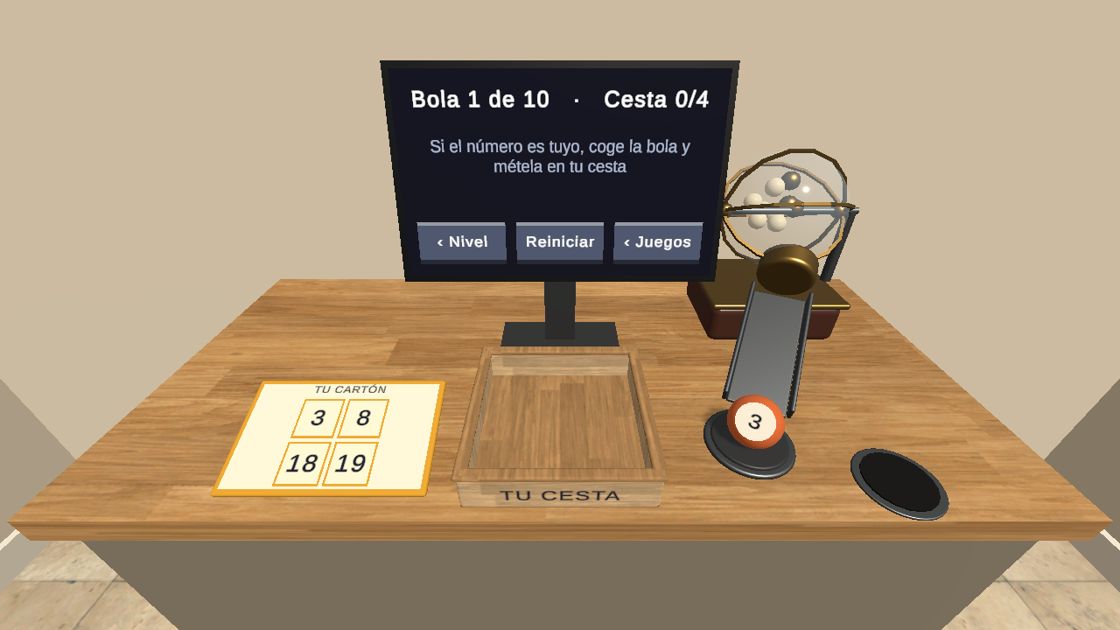 Bola 1 de 10 · Cesta 0/4
Si el número es tuyo, coge la bola y
métela en tu cesta
‹ Nivel
Reiniciar
‹ Juegos
TU CARTÓN
3 8
18 19
TU CESTA
3